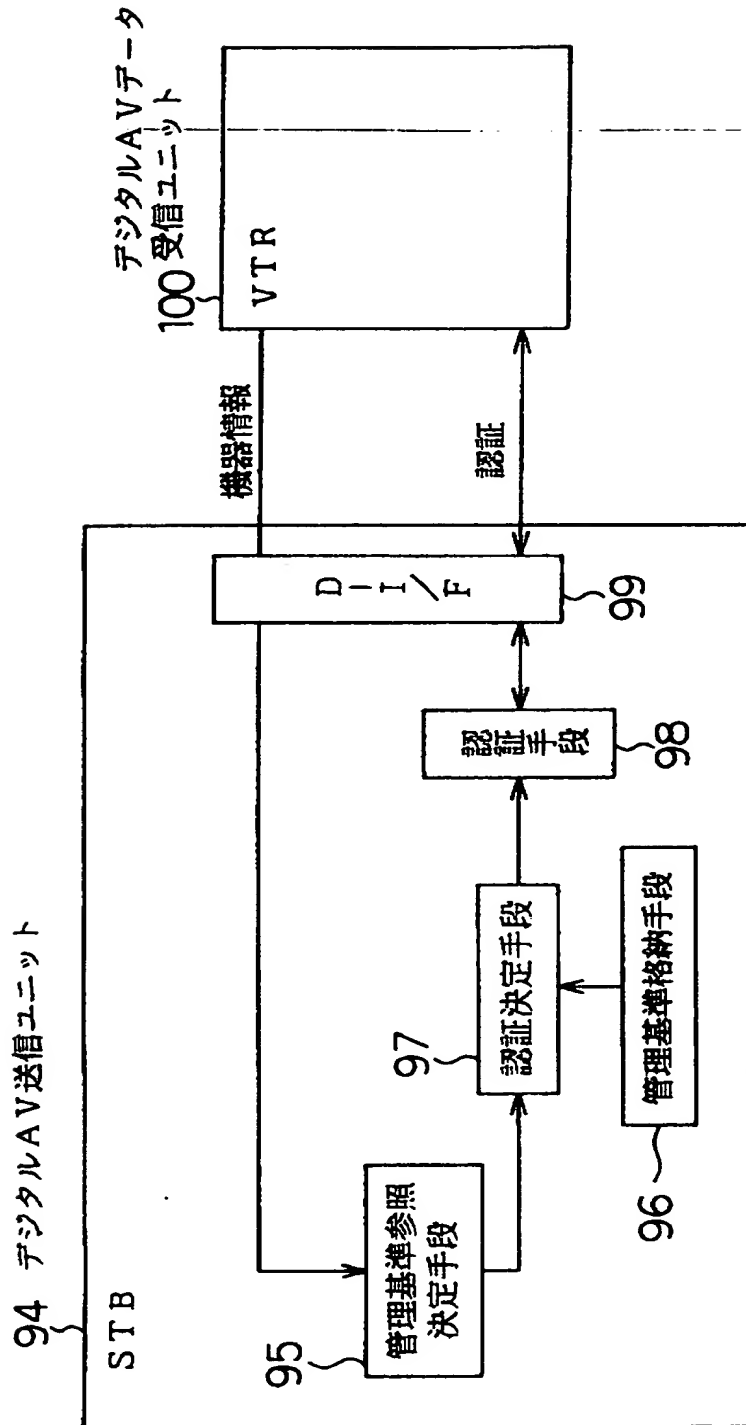 94 デジタルAV送信ユニット
STB
95
管理基準参照
決定手段
97
認証決定手段
96
管理基準格納手段
98
認証手段
99
D-I/F
機器情報
認証
デジタルAVデータ
100 受信ユニット
VTR